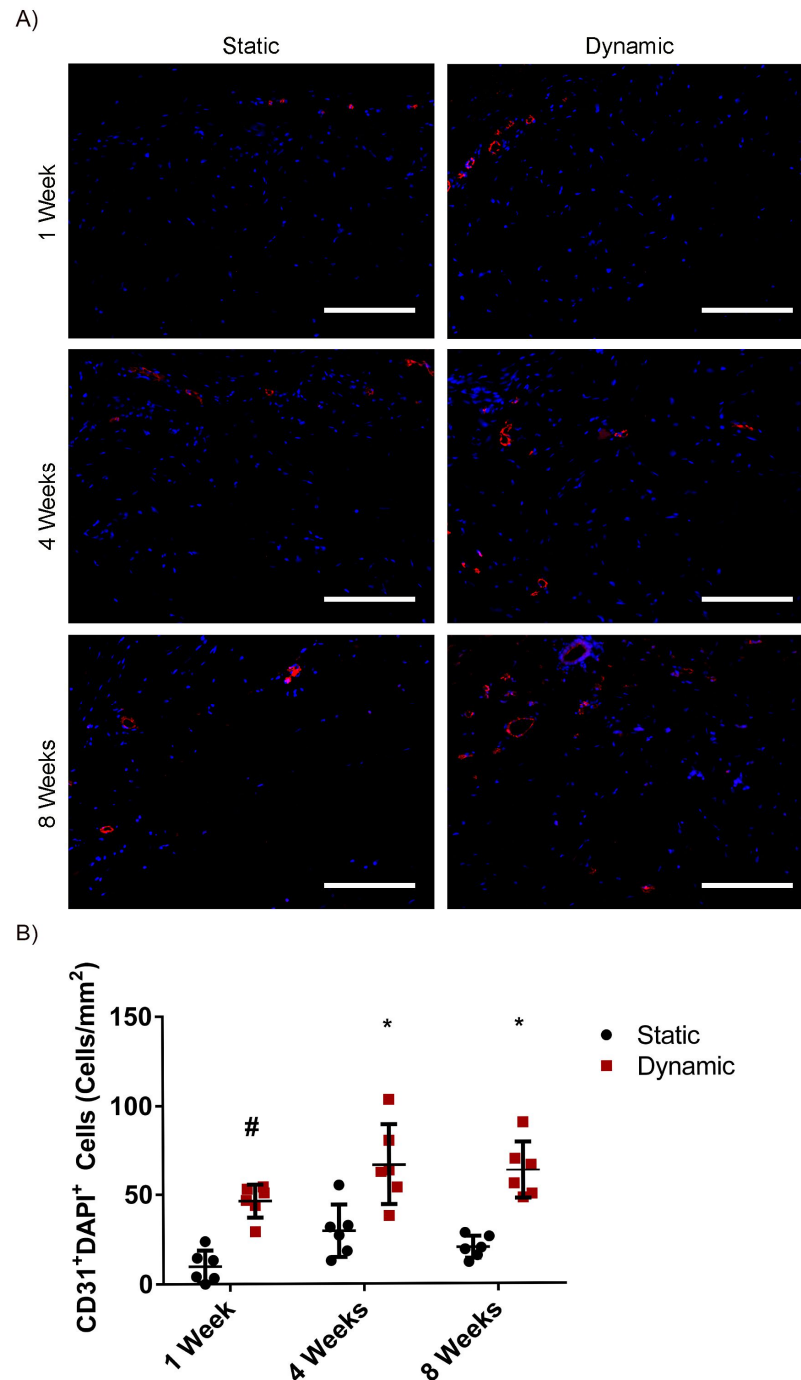 A)
Static
Dynamic
1 Week
4 Weeks
8 Weeks
B)
CD31⁺DAPI⁺ Cells (Cells/mm²)
150
100
50
0
#
*
*
Static
Dynamic
1 Week
4 Weeks
8 Weeks